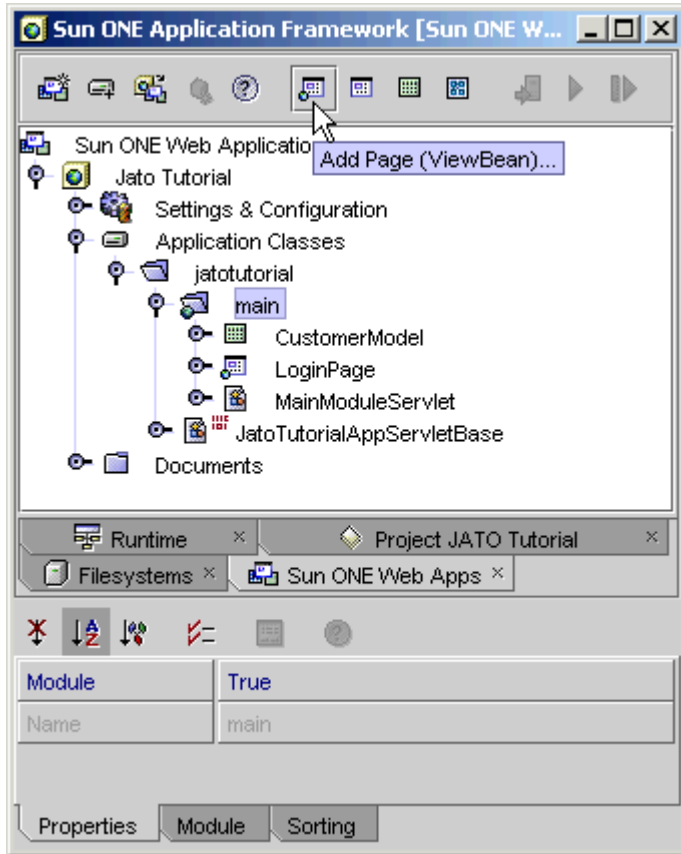 Sun ONE Application Framework [Sun ONE W...
Add Page (ViewBean)...
Sun ONE Web Applicatio
Jato Tutorial
Settings & Configuration
Application Classes
jatotutorial
main
CustomerModel
LoginPage
MainModuleServlet
JatoTutorialAppServletBase
Documents
Runtime × Project JATO Tutorial ×
Filesystems × Sun ONE Web Apps ×
Module True
Name main
Properties Module Sorting